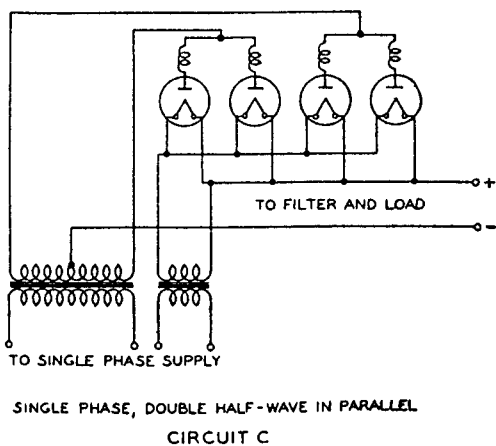 +
TO FILTER AND LOAD
-
TO SINGLE PHASE SUPPLY
SINGLE PHASE, DOUBLE HALF-WAVE IN PARALLEL
CIRCUIT C